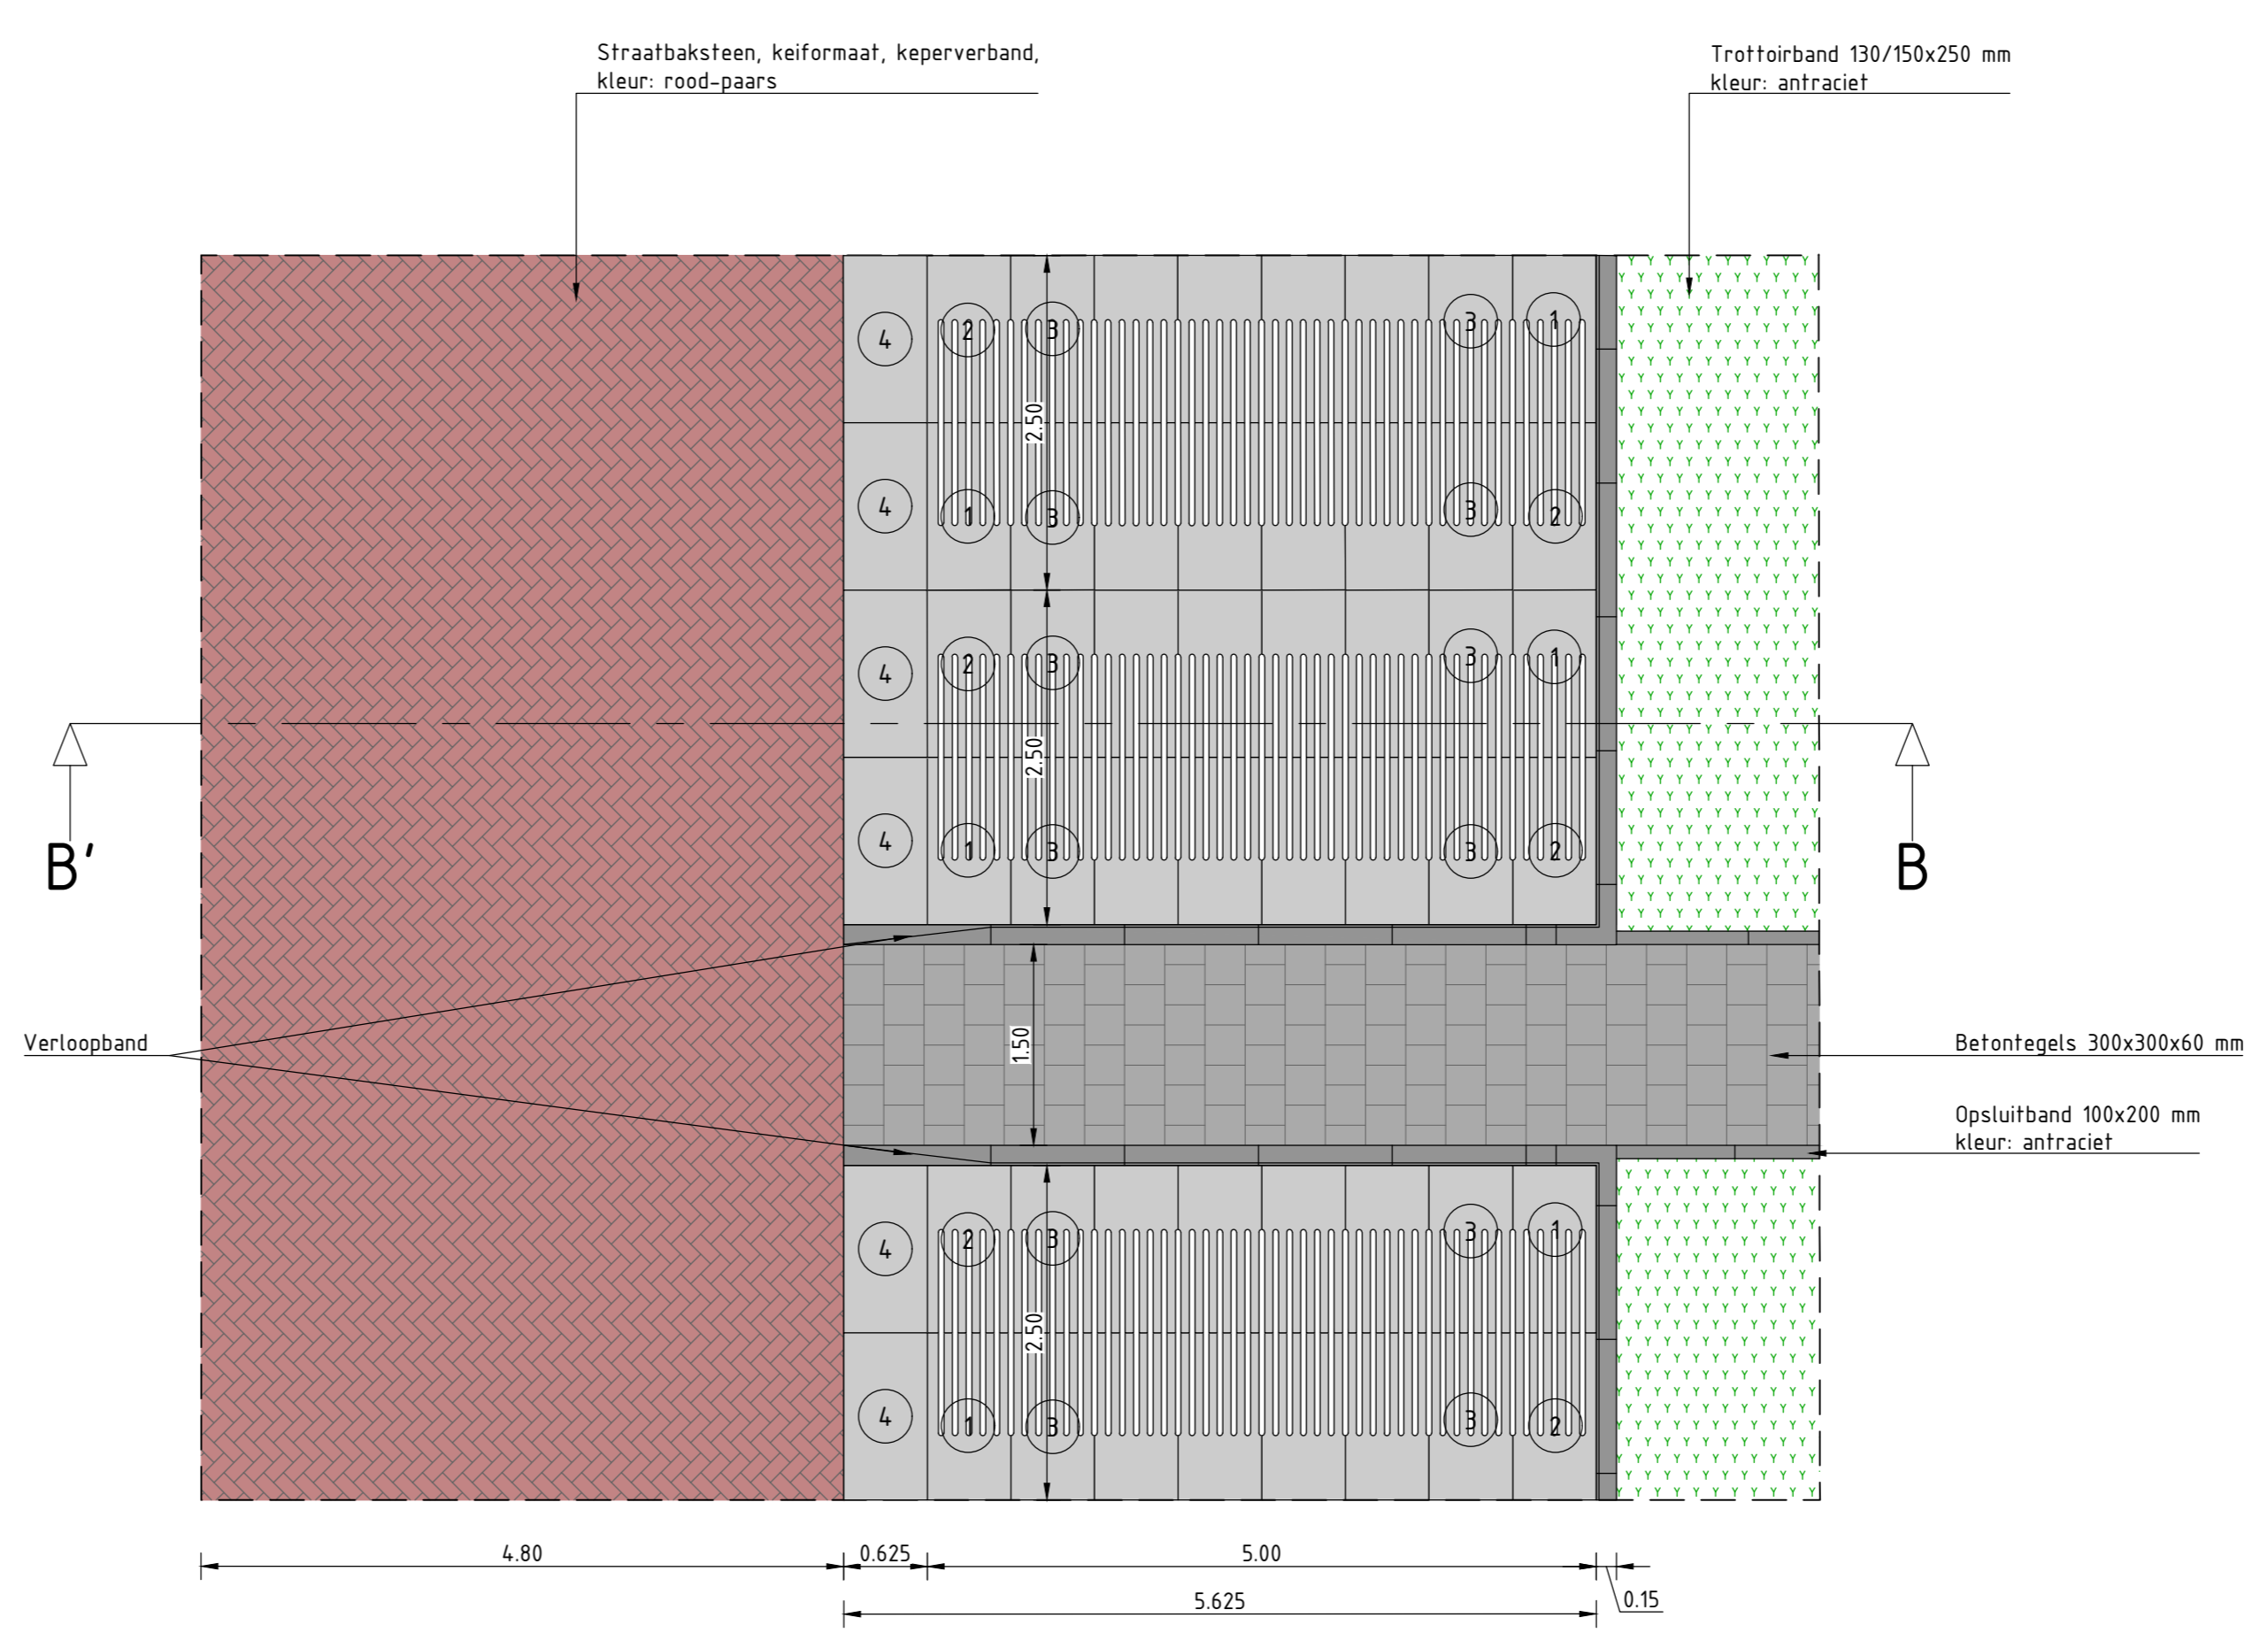 Straatbaksteen, keiformaat, keperverband,
kleur: rood-paars
Trottoirband 130/150x250 mm
kleur: antraciet
4 2 3 3 1
2.50
4 1 3 3 2
4 2 3 3 1
2.50
4 1 3 3 2
B' B
Verloopband
1.50
Betontegels 300x300x60 mm
Opsluitband 100x200 mm
kleur: antraciet
4 2 3 3 1
2.50
4 1 3 3 2
4.80 0.625 5.00
5.625 0.15